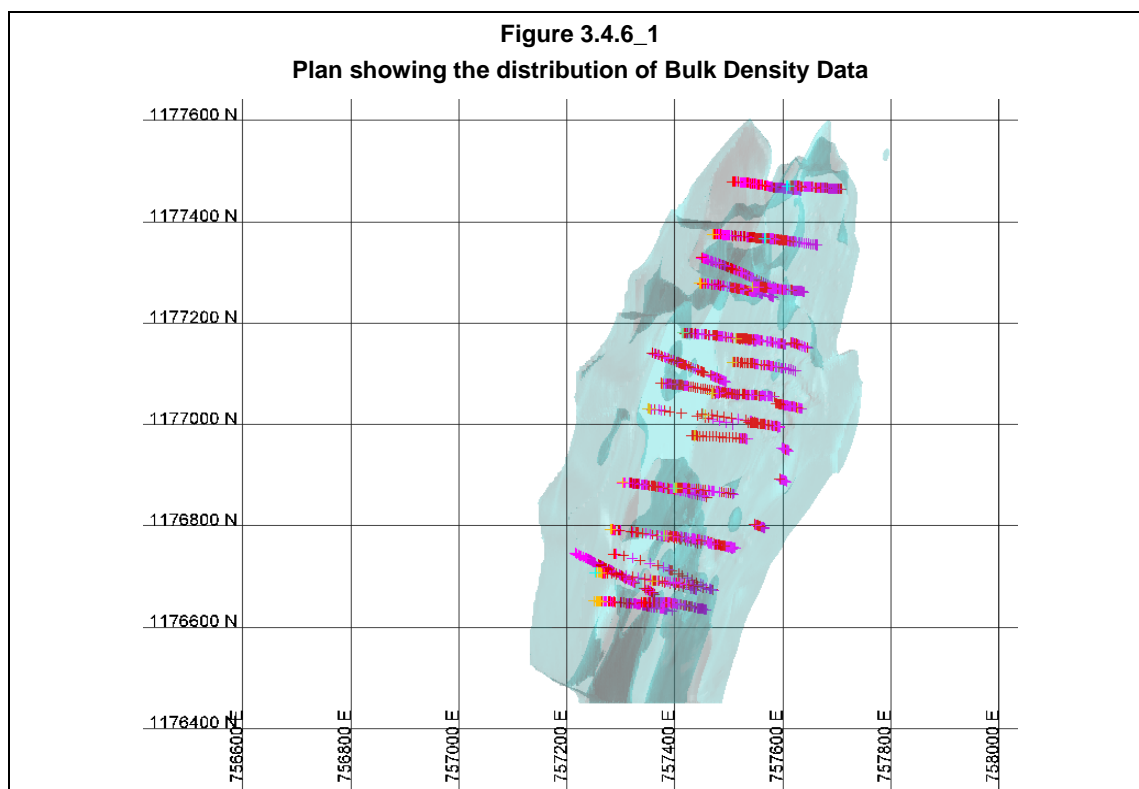 Figure 3.4.6_1
Plan showing the distribution of Bulk Density Data
1177600 N
1177400 N
1177200 N
1177000 N
1176800 N
1176600 N
1176400 N
756600 E
756800 E
757000 E
757200 E
757400 E
757600 E
757800 E
758000 E